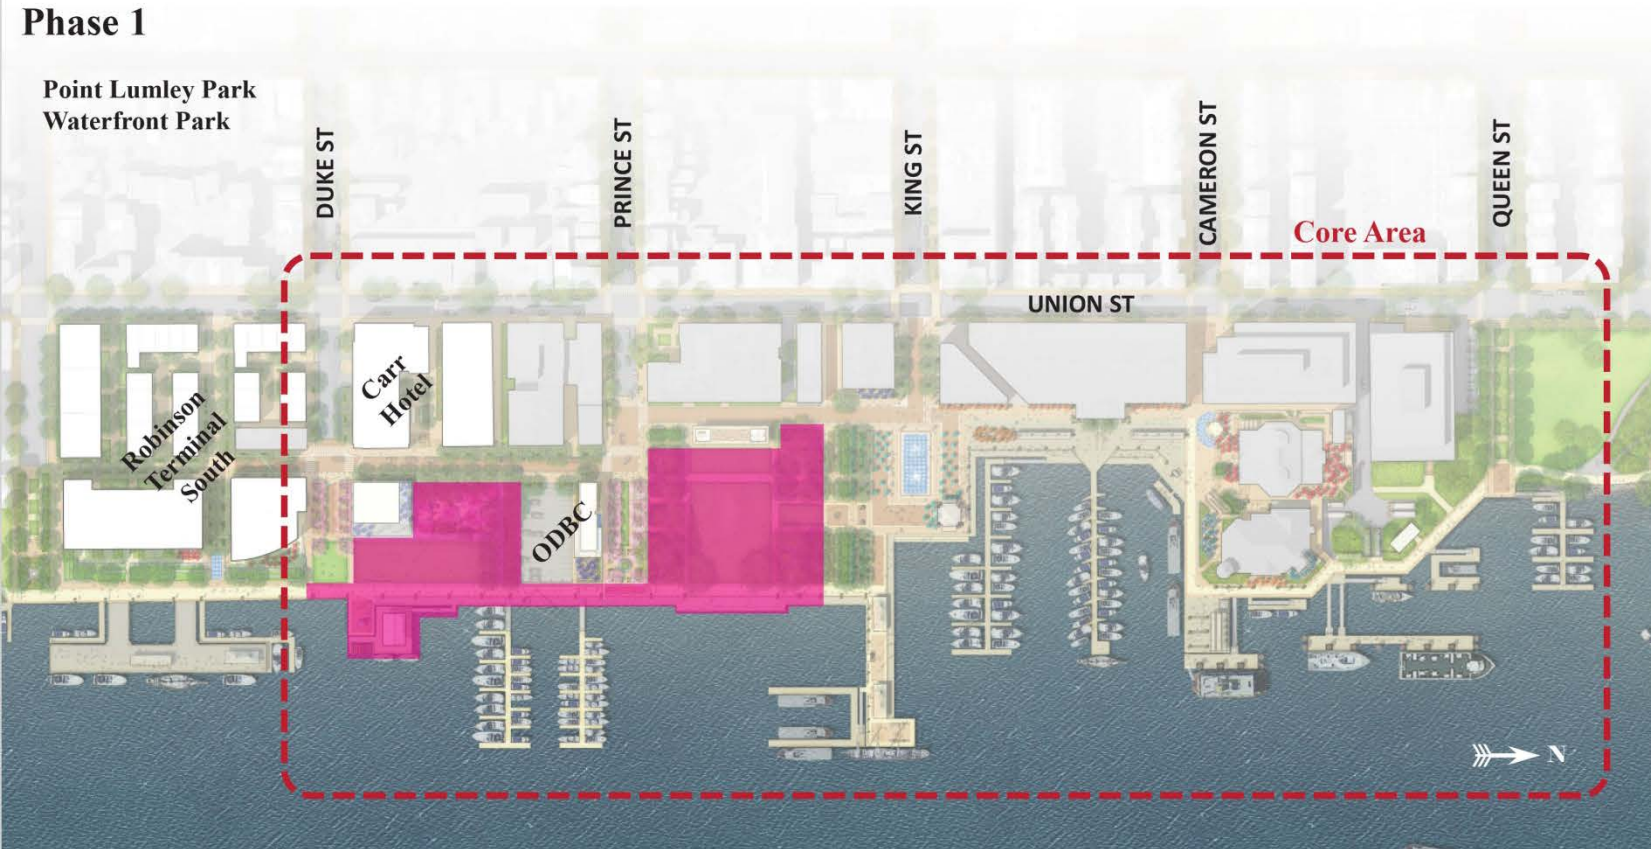 Phase 1
Point Lumley Park
Waterfront Park
DUKE ST
PRINCE ST
KING ST
CAMERON ST
QUEEN ST
Core Area
UNION ST
Carr
Hotel
Robinson
Terminal
South
ODBC
N